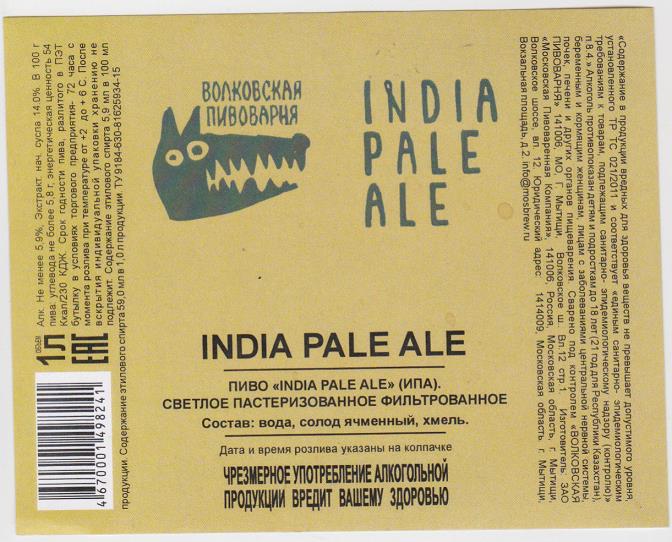 Алк. Не менее 5,9%, Экстракт. нач. сусла 14.0%. В 100 г
пива: углевода не более 5,8 г, энергетическая ценность 54
Ккал/230 КДЖ. Срок годности пива, разлитого в ПЭТ
бутылку в условиях торгового предприятия- 72 часа с
момента розлива при температуре от +2 до + 8 С. После
вскрытия индивидуальной упаковки хранению не
подлежит. Содержание этилового спирта 5,9 мл в 100 мл
продукции. Содержание этилового спирта 59,0 мл в 1,0 л продукции. ТУ 9184-630-81625934-15
ОБЪЕМ
1Л
EAC
4 670001 498241
ВОЛКОВСКАЯ
ПИВОВАРНЯ
INDIA
PALE
ALE
INDIA PALE ALE
ПИВО «INDIA PALE ALE» (ИПА).
СВЕТЛОЕ ПАСТЕРИЗОВАННОЕ ФИЛЬТРОВАННОЕ
Состав: вода, солод ячменный, хмель.
Дата и время розлива указаны на колпачке
ЧРЕЗМЕРНОЕ УПОТРЕБЛЕНИЕ АЛКОГОЛЬНОЙ
ПРОДУКЦИИ ВРЕДИТ ВАШЕМУ ЗДОРОВЬЮ
«Содержание в продукции вредных для здоровья веществ не превышает допустимого уровня,
установленного ТР ТС 021/2011 и соответствует «единым санитарно- эпидемиологическим
требованиям к товарам, подлежащим санитарно- эпидемиологическому надзору (контролю)»
п.8.4.» Алкоголь противопоказан детям и подросткам до 18 лет (21 год для Республики Казахстан),
беременным и кормящим женщинам, лицам с заболеваниями центральной нервной системы,
почек, печени и других органов пищеварения. Сварено под контролем «ВОЛКОВСКАЯ
ПИВОВАРНЯ» 141006, МО, Г. Мытищи, Волковское ш. Вл.12 стр.1. Изготовитель ЗАО
«Московская Пивоваренная Компания», 141006, Россия, Московская область, г. Мытищи,
Волковское шоссе, вл. 12. Юридический адрес: 1414009, Московская область г. Мытищи,
Вокзальная площадь, д.2. info@mosbrew.ru